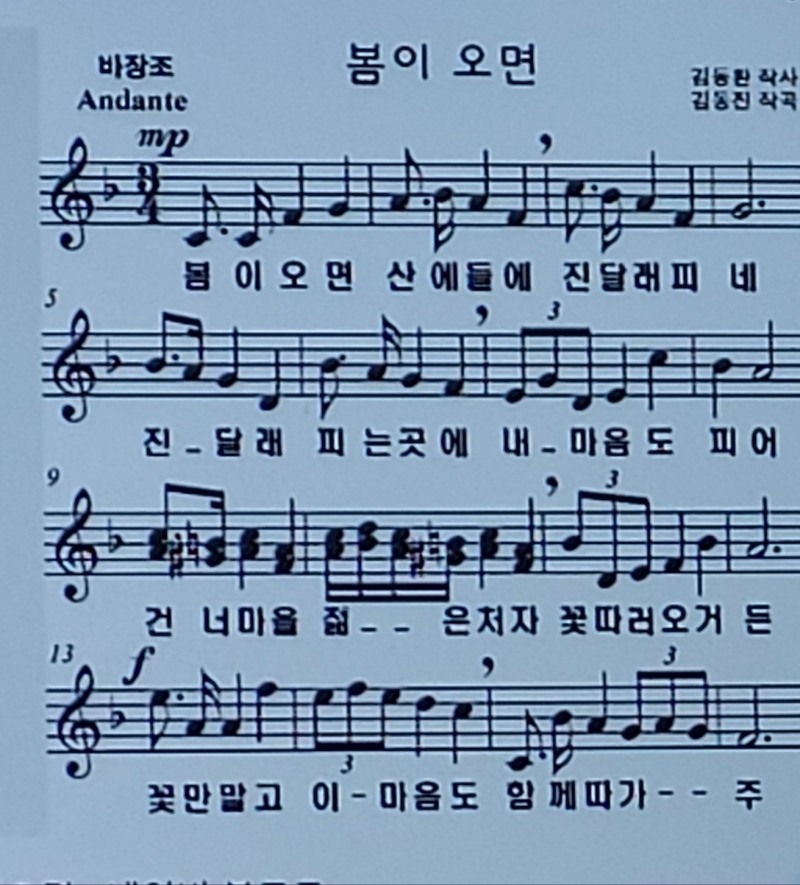 봄이 오면
바장조
Andante
김동환 작사
김동진 작곡
mp
3
4
봄 이 오 면 산 에들에 진달래피 네
5
3
진 - 달 래 피 는곳 에 내 - 마음 도 피 어
9
3
건 너마을 젊 - - 은처자 꽃따러오거 든
13
f
3
3
꽃만말고 이 - 마음도 함께따가 - - 주